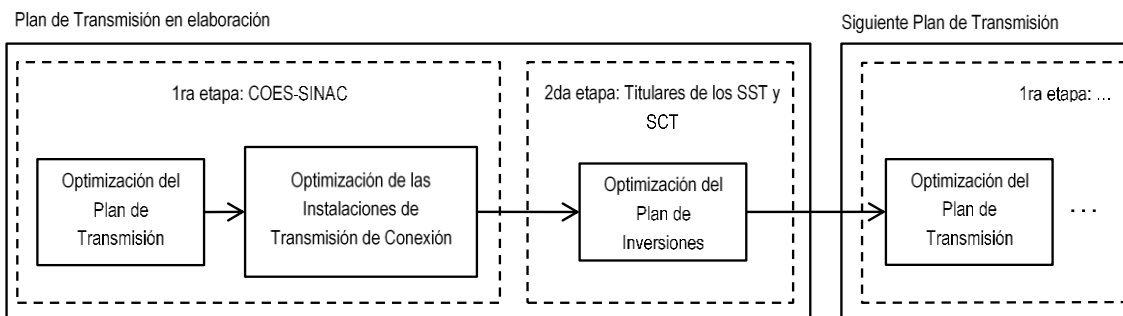 Plan de Transmisión en elaboración
Siguiente Plan de Transmisión
1ra etapa: COES-SINAC
2da etapa: Titulares de los SST y
SCT
1ra etapa: ...
Optimización del
Plan de
Transmisión
Optimización de las
Instalaciones de
Transmisión de Conexión
Optimización del
Plan de
Inversiones
Optimización del
Plan de
Transmisión
...